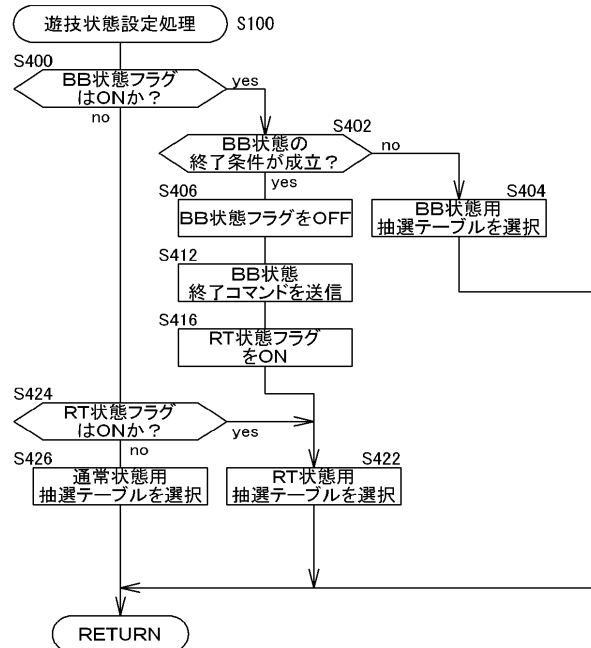 遊技状態設定処理
S100
S400
BB状態フラグ
はONか？
yes
no
S402
BB状態の
終了条件が成立？
no
yes
S404
BB状態用
抽選テーブルを選択
S406
BB状態フラグをOFF
S412
BB状態
終了コマンドを送信
S416
RT状態フラグ
をON
S424
RT状態フラグ
はONか？
yes
no
S426
通常状態用
抽選テーブルを選択
S422
RT状態用
抽選テーブルを選択
RETURN